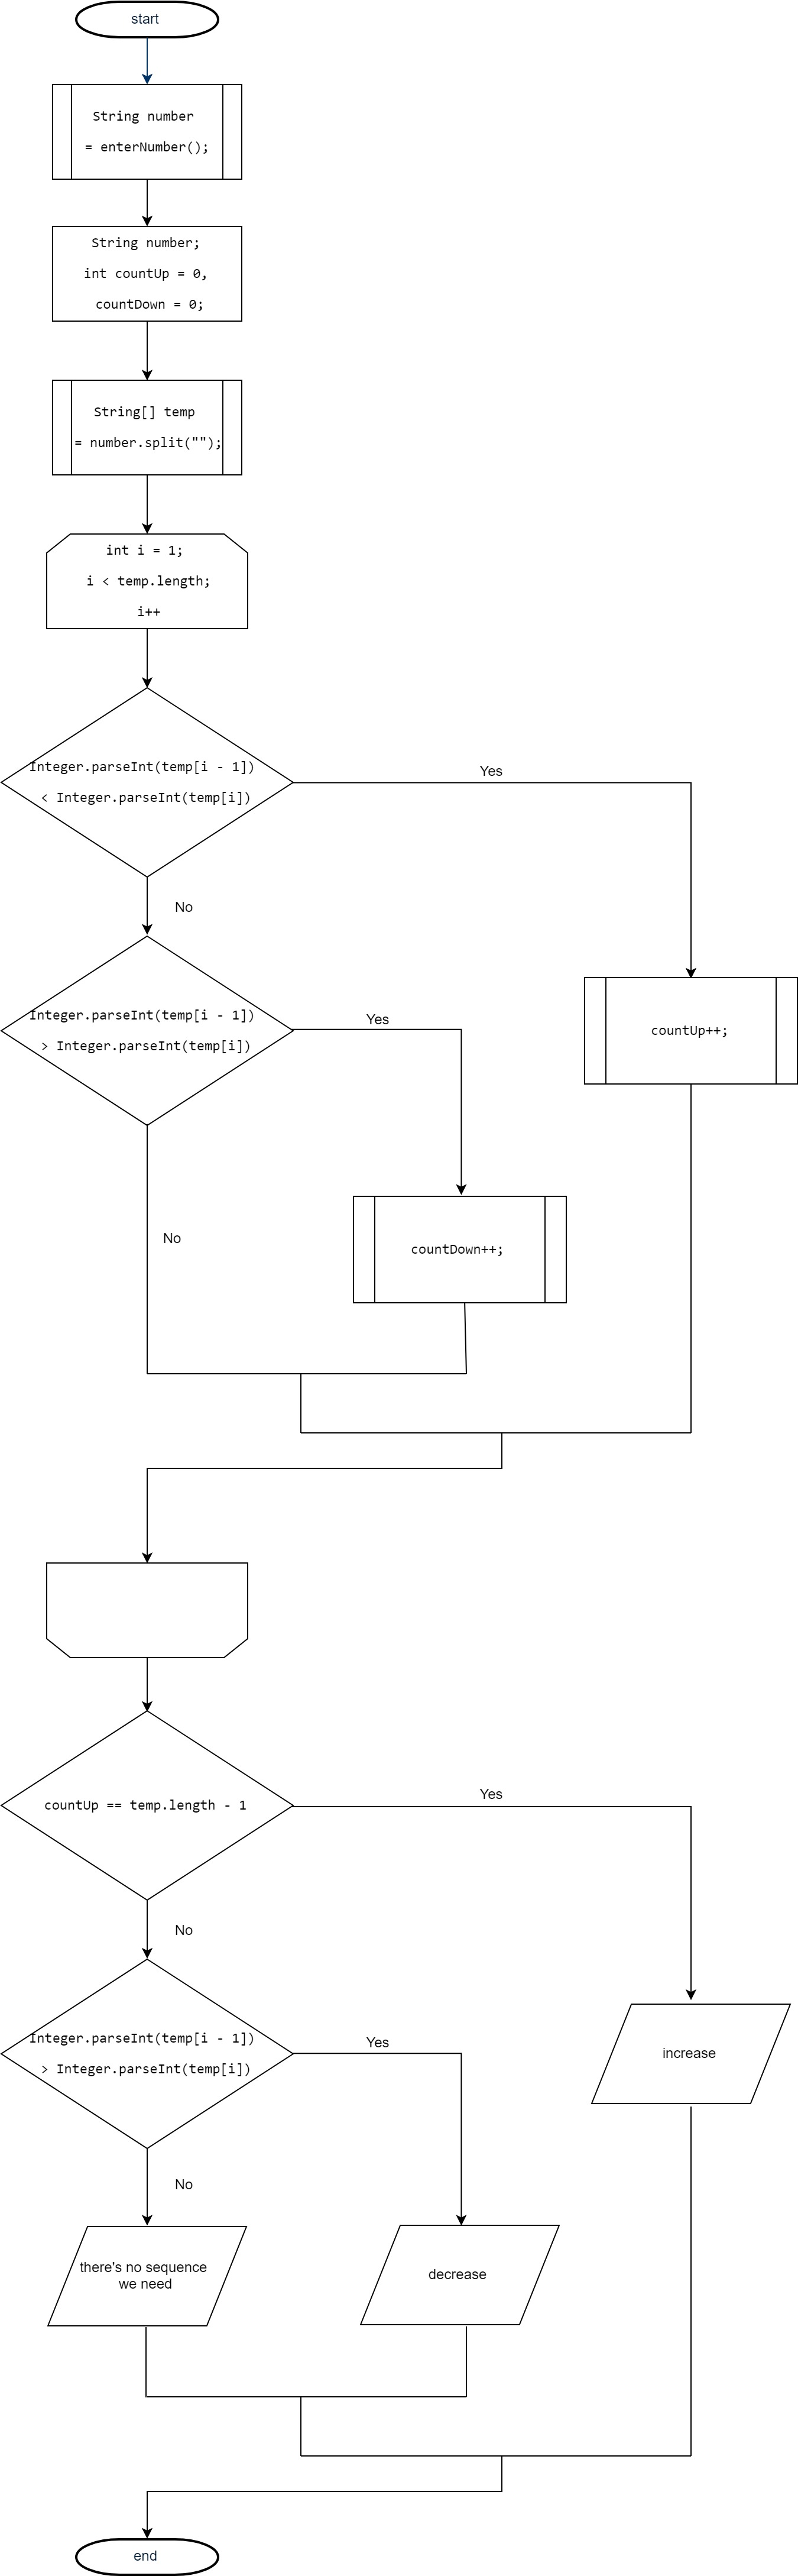 start
String number
= enterNumber();
String number;
int countUp = 0,
countDown = 0;
String[] temp
= number.split("");
int i = 1;
i < temp.length;
i++
Integer.parseInt(temp[i - 1])
< Integer.parseInt(temp[i])
Yes
No
Integer.parseInt(temp[i - 1])
> Integer.parseInt(temp[i])
Yes
countUp++;
No
countDown++;
countUp == temp.length - 1
Yes
No
Integer.parseInt(temp[i - 1])
> Integer.parseInt(temp[i])
Yes
increase
No
there's no sequence
we need
decrease
end